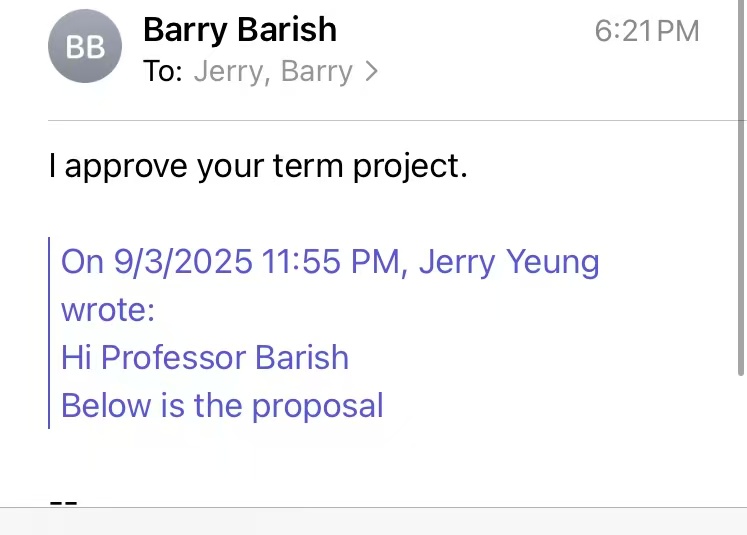 BB
Barry Barish
6:21 PM
To: Jerry, Barry >
I approve your term project.
On 9/3/2025 11:55 PM, Jerry Yeung
wrote:
Hi Professor Barish
Below is the proposal
--